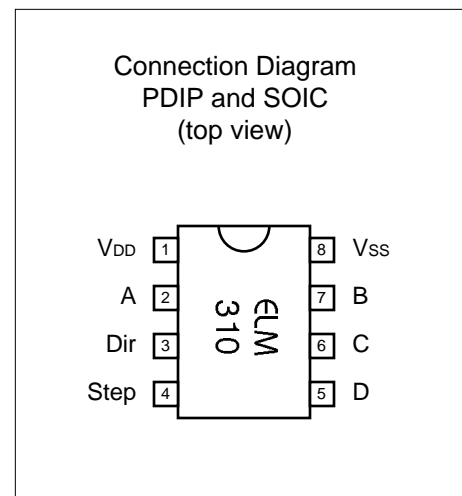 Connection Diagram
PDIP and SOIC
(top view)
VDD 1 8 VSS
A 2 7 B
Dir 3 6 C
Step 4 5 D
ELM
310